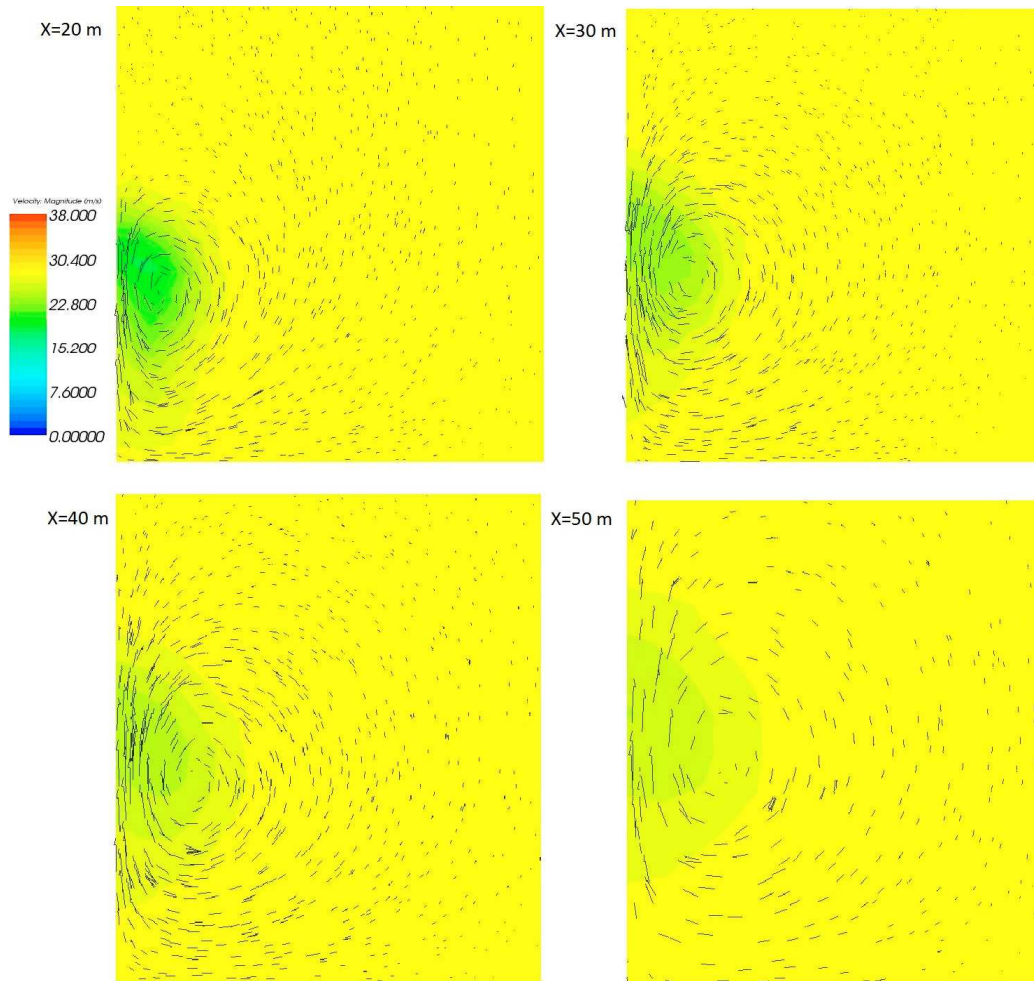 X=20 m
X=30 m
Velocity: Magnitude (m/s)
38.000
30.400
22.800
15.200
7.6000
0.00000
X=40 m
X=50 m